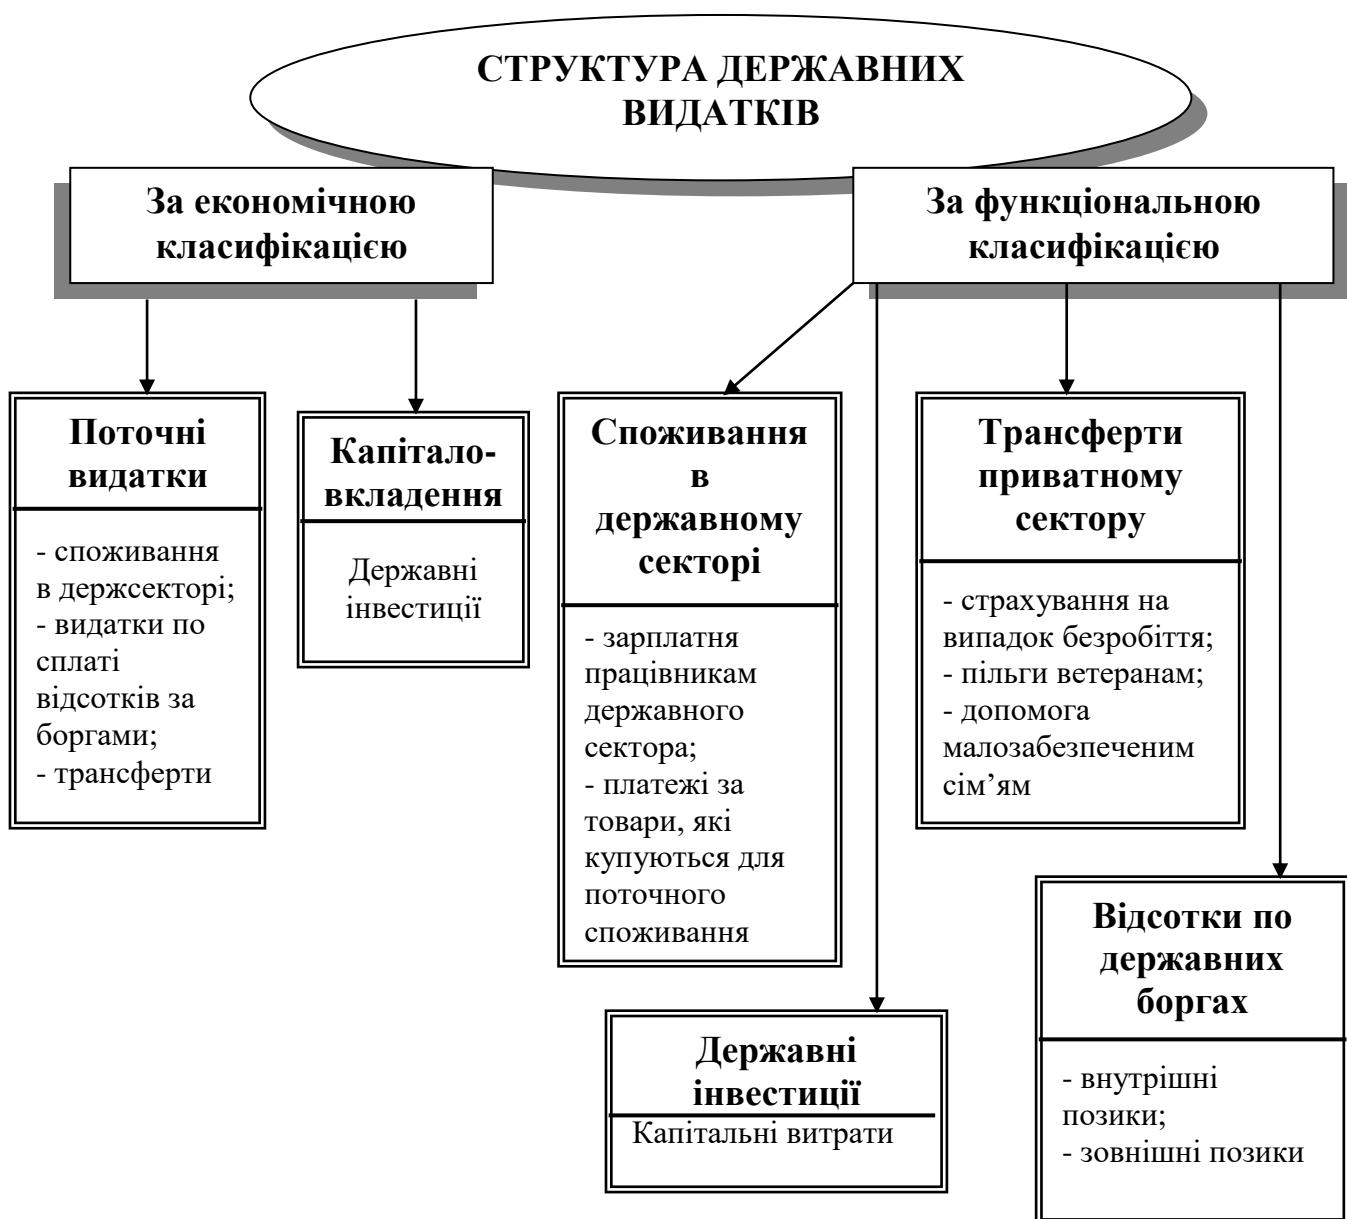 СТРУКТУРА ДЕРЖАВНИХ
ВИДАТКІВ
За економічною
класифікацією
За функціональною
класифікацією
Поточні
видатки
- споживання
в держсекторі;
- видатки по
сплаті
відсотків за
боргами;
- трансферти
Капітало-
вкладення
Державні
інвестиції
Споживання
в
державному
секторі
- зарплатня
працівникам
державного
сектора;
- платежі за
товари, які
купуються для
поточного
споживання
Трансферти
приватному
сектору
- страхування на
випадок безробіття;
- пільги ветеранам;
- допомога
малозабезпеченим
сім’ям
Державні
інвестиції
Капітальні витрати
Відсотки по
державних
боргах
- внутрішні
позики;
- зовнішні позики